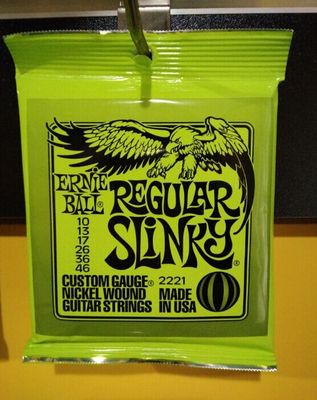 ERNIE
BALL®
REGULAR
SLINKY®
10
13
17
26
36
46
CUSTOM GAUGE® 2221
NICKEL WOUND MADE
GUITAR STRINGS IN USA